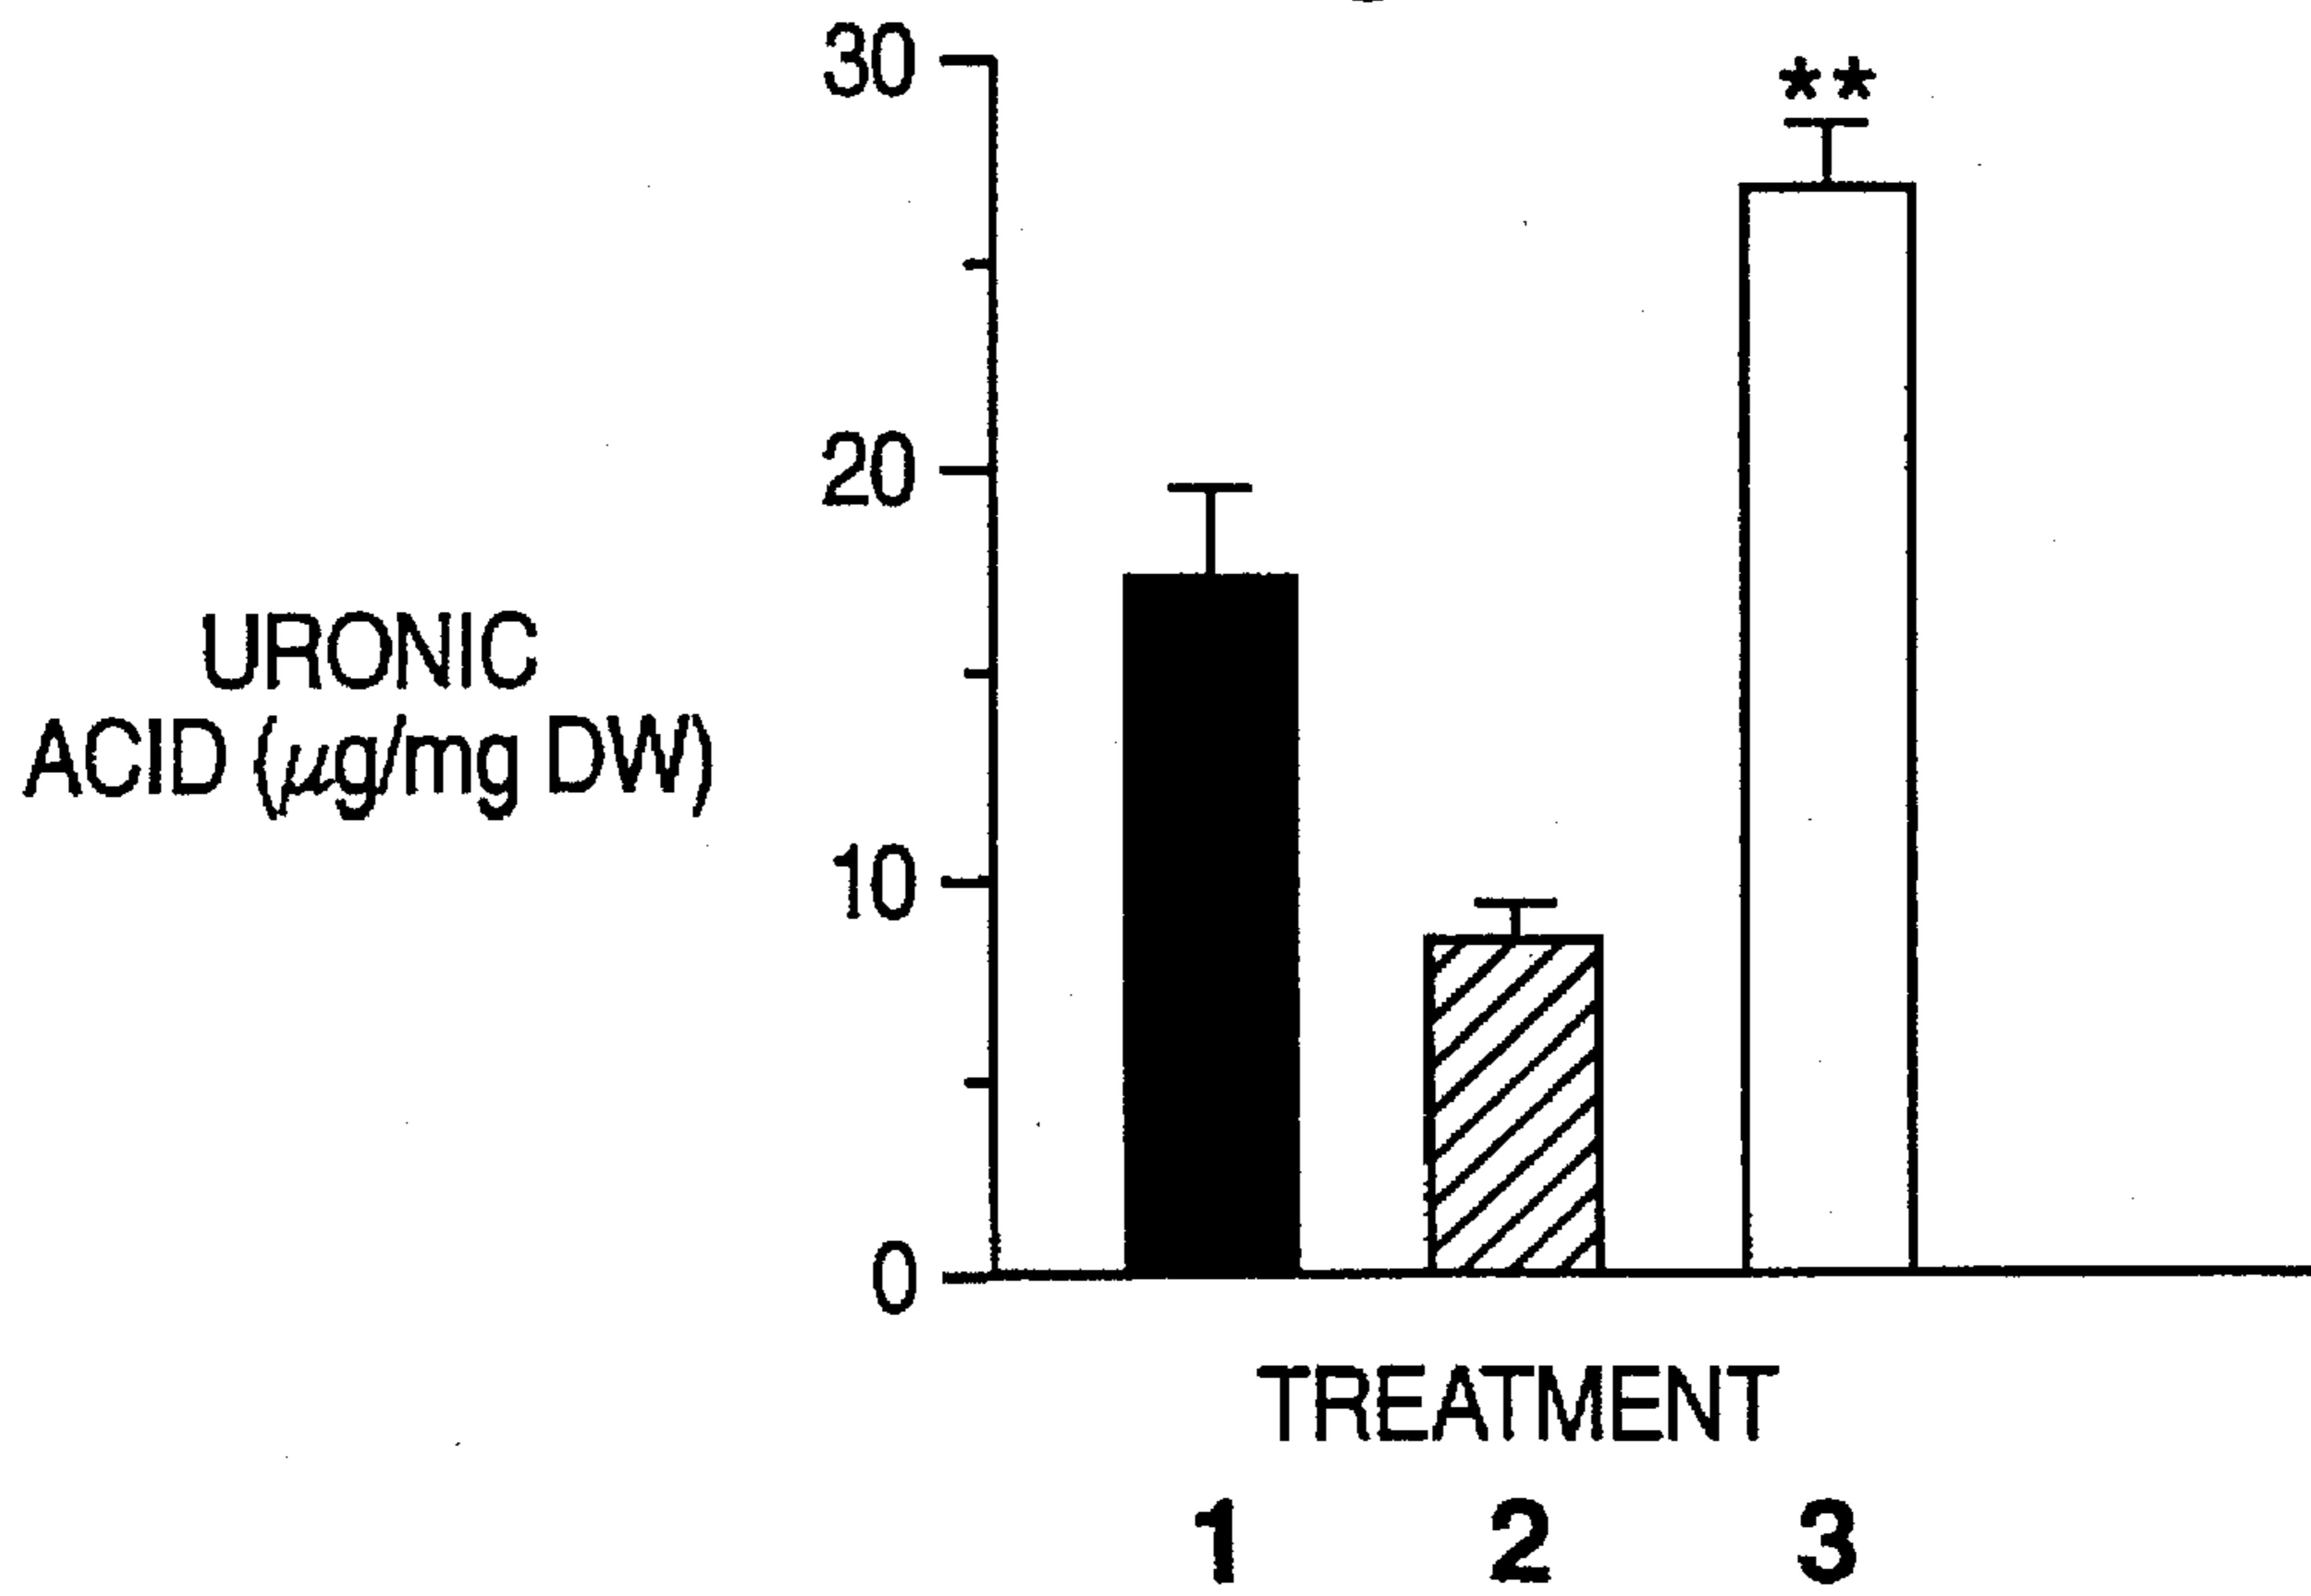 30
**
20
URONIC
ACID (μg/mg DW)
10
0
TREATMENT
1 2 3